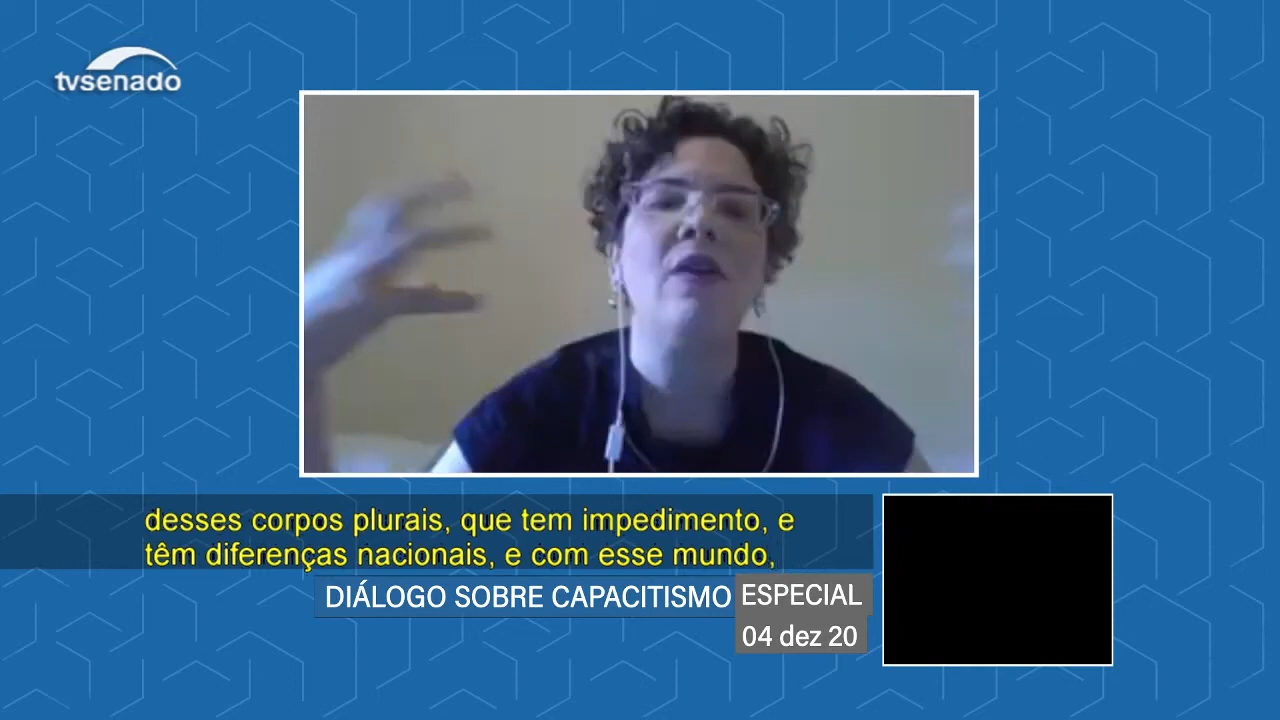 tvsenado
desses corpos plurais, que tem impedimento, e
têm diferenças nacionais, e com esse mundo,
DIÁLOGO SOBRE CAPACITISMO ESPECIAL
04 dez 20